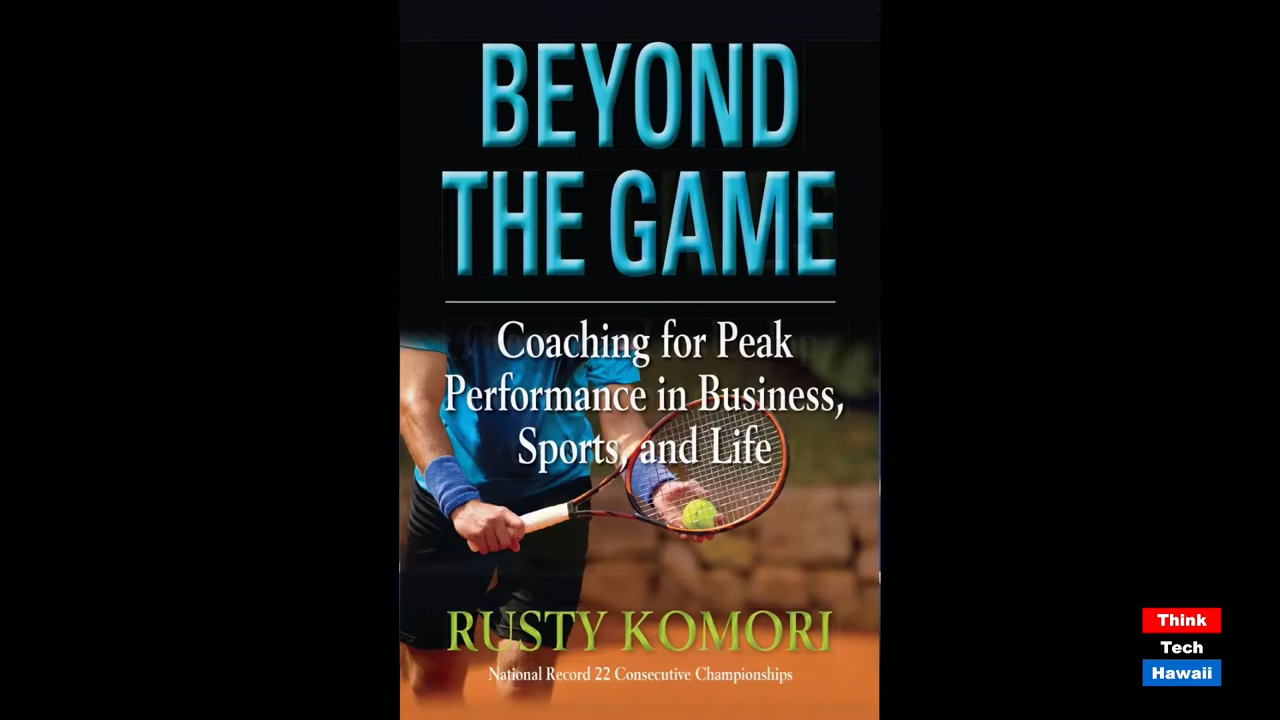 BEYOND
THE GAME
Coaching for Peak
Performance in Business,
Sports, and Life
RUSTY KOMORI
National Record 22 Consecutive Championships
Think
Tech
Hawaii